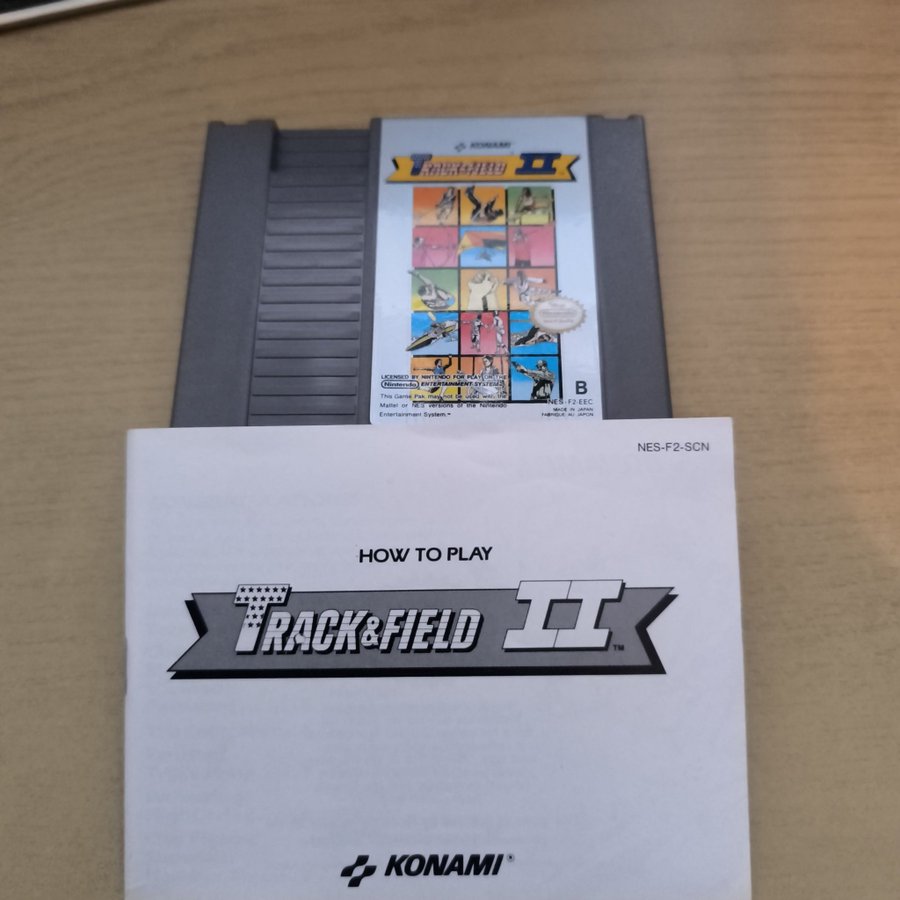 KONAMI
TRACK & FIELD II
LICENSED BY NINTENDO FOR PLAY ON THE
Nintendo ENTERTAINMENT SYSTEM
This Game Pak may not be used with the
Mattel or NES versions of the Nintendo
Entertainment System.™
B
NES-F2-EEC
MADE IN JAPAN
FABRIQUE AU JAPON
NES-F2-SCN
HOW TO PLAY
TRACK & FIELD II™
KONAMI®